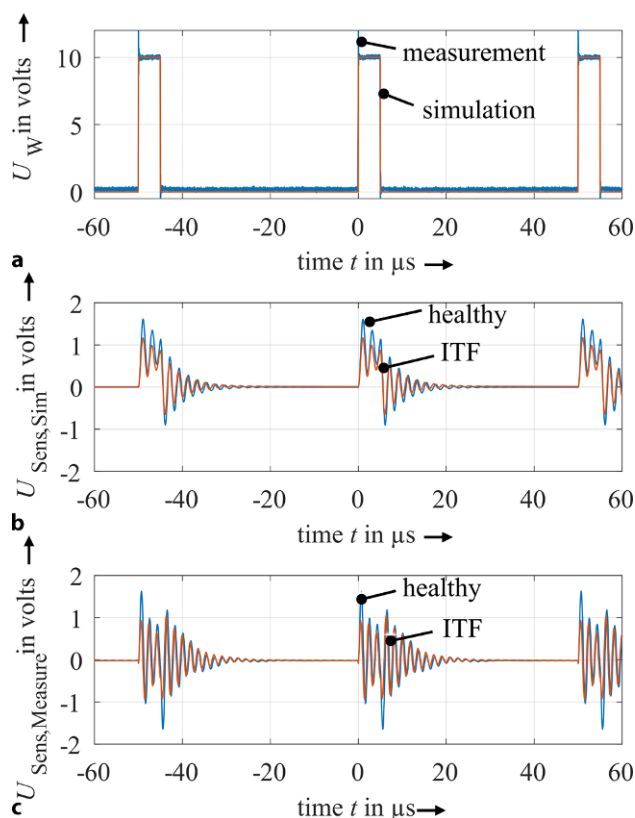 U_W in volts
10
5
0
measurement
simulation
-60 -40 -20 0 20 40 60
a
time t in µs
U_Sens,Sim in volts
2
1
0
-1
-2
healthy
ITF
-60 -40 -20 0 20 40 60
b
time t in µs
U_Sens,Measure in volts
2
1
0
-1
-2
healthy
ITF
-60 -40 -20 0 20 40 60
c
time t in µs